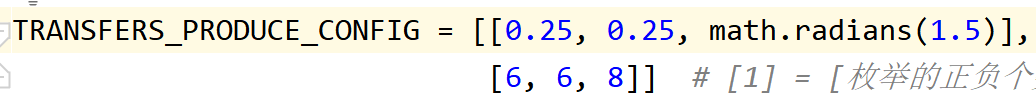 TRANSFERS_PRODUCE_CONFIG = [[0.25, 0.25, math.radians(1.5)],
[6, 6, 8]]  # [1] = [枚举的正负个